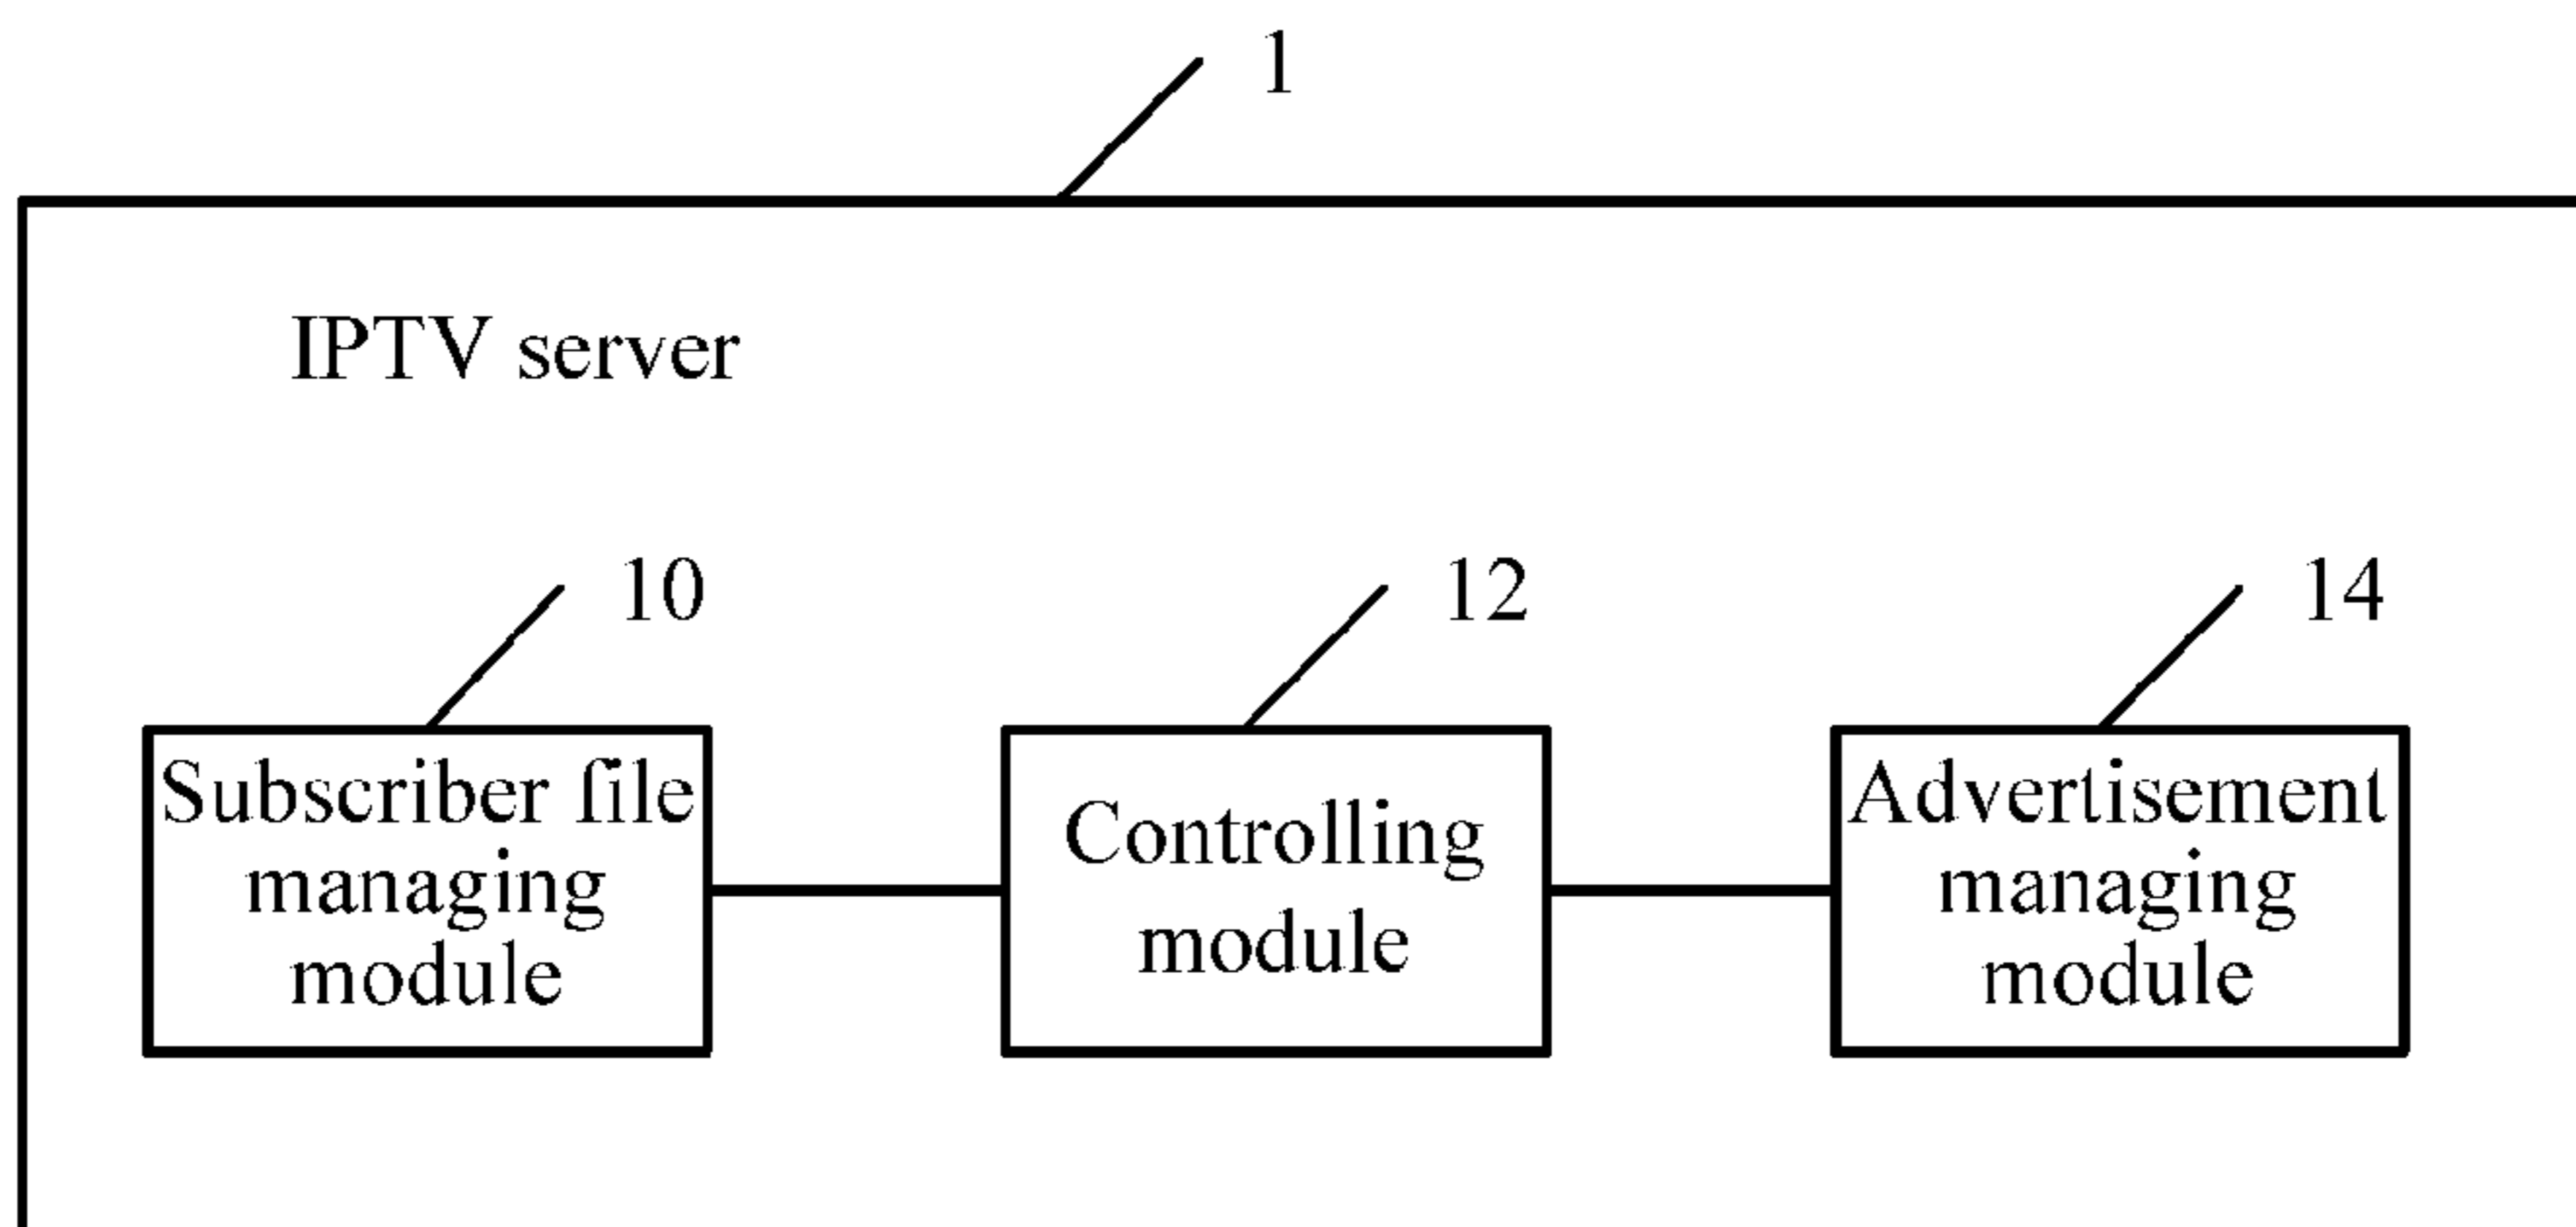 1
IPTV server
10
12
14
Subscriber file
managing
module
Controlling
module
Advertisement
managing
module